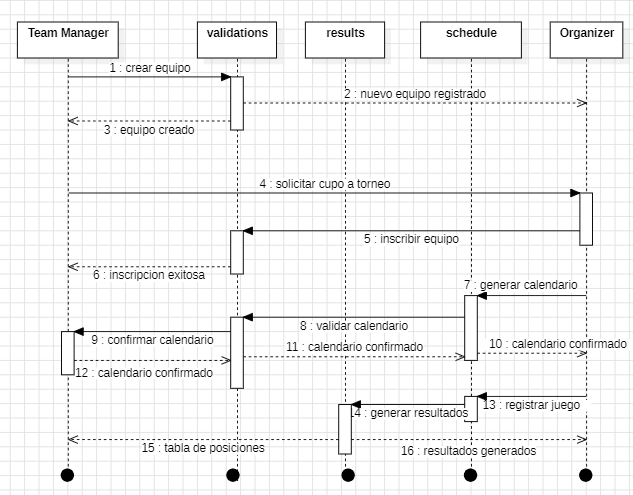 Team Manager
validations
results
schedule
Organizer
1 : crear equipo
2 : nuevo equipo registrado
3 : equipo creado
4 : solicitar cupo a torneo
5 : inscribir equipo
6 : inscripcion exitosa
7 : generar calendario
8 : validar calendario
9 : confirmar calendario
10 : calendario confirmado
11 : calendario confirmado
12 : calendario confirmado
13 : registrar juego
14 : generar resultados
15 : tabla de posiciones
16 : resultados generados